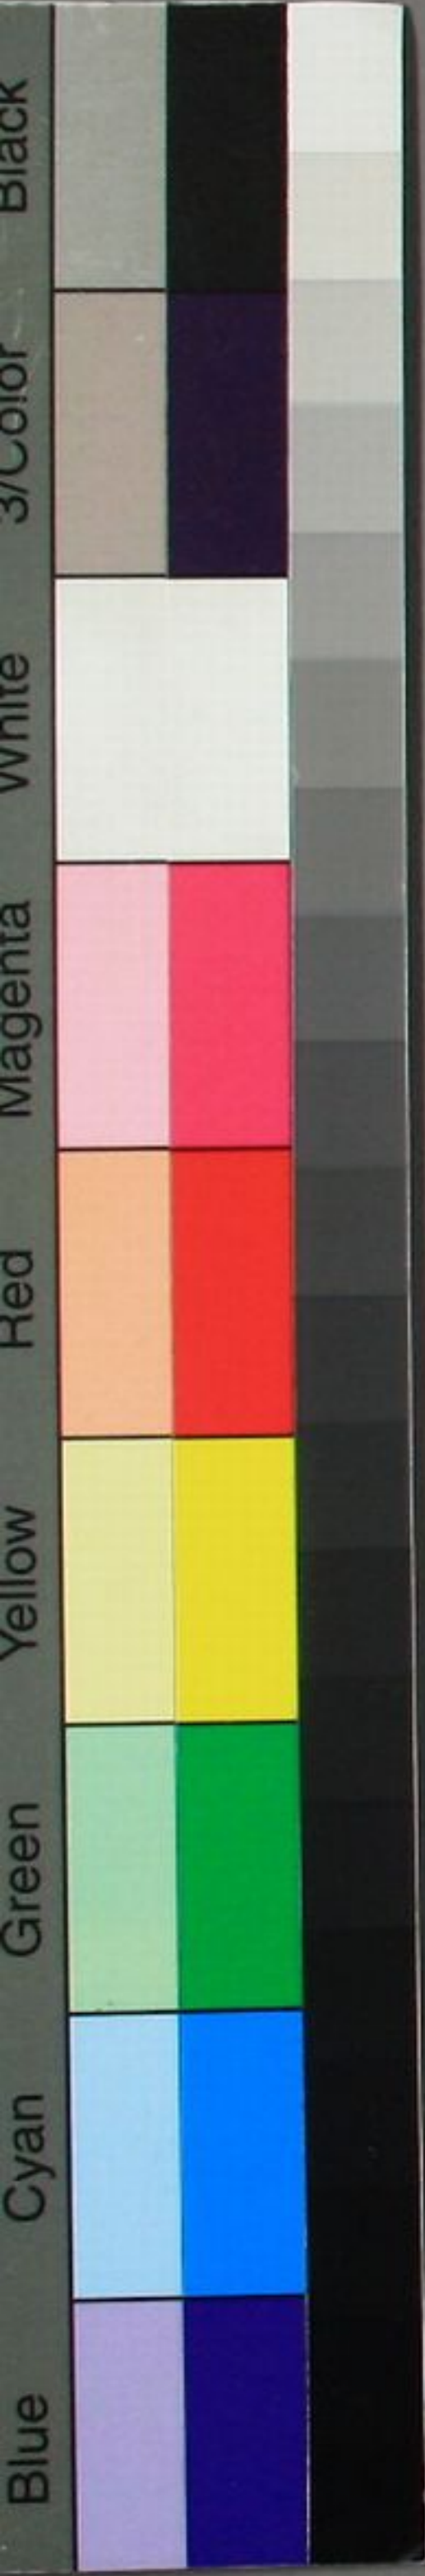 Black
3/Color
White
Magenta
Red
Yellow
Green
Cyan
Blue